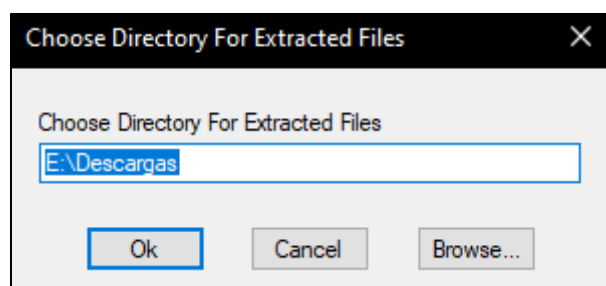 Choose Directory For Extracted Files
Choose Directory For Extracted Files
E:\Descargas
Ok Cancel Browse...